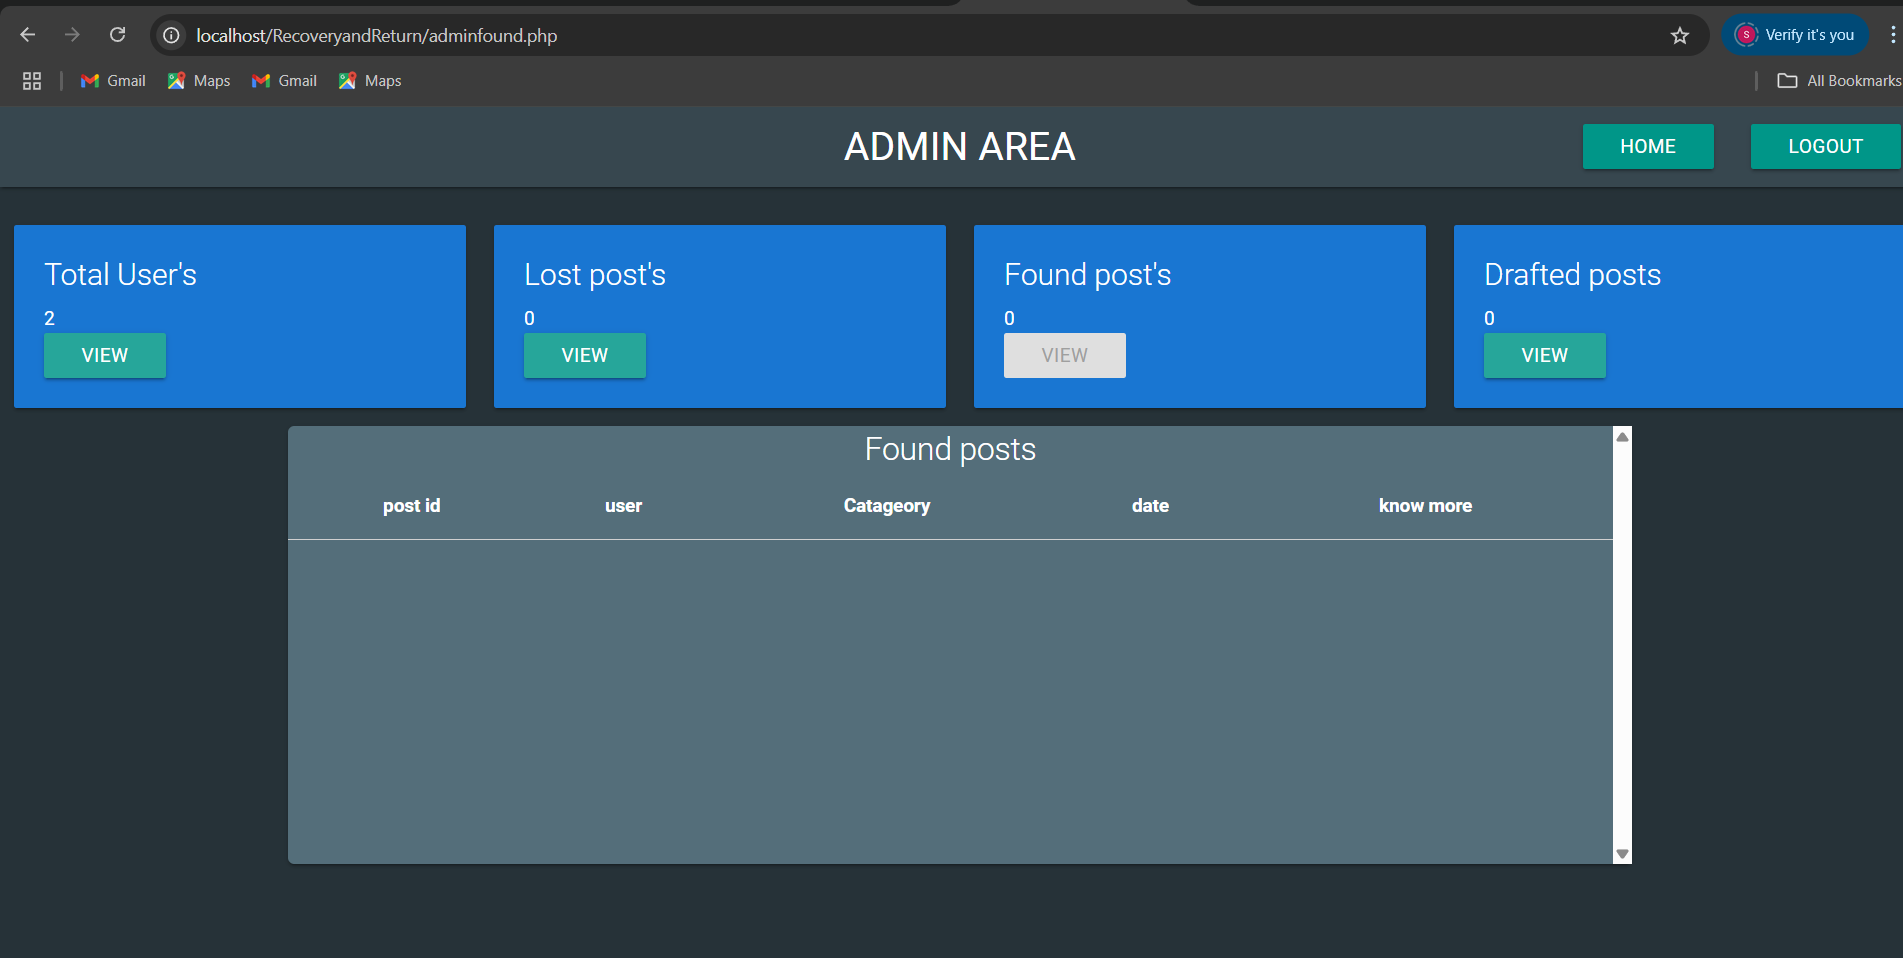 localhost/RecoveryandReturn/adminfound.php
S Verify it's you
Gmail Maps Gmail Maps All Bookmarks
ADMIN AREA HOME LOGOUT
Total User's Lost post's Found post's Drafted posts
2 0 0 0
VIEW VIEW VIEW VIEW
Found posts
post id user Catageory date know more